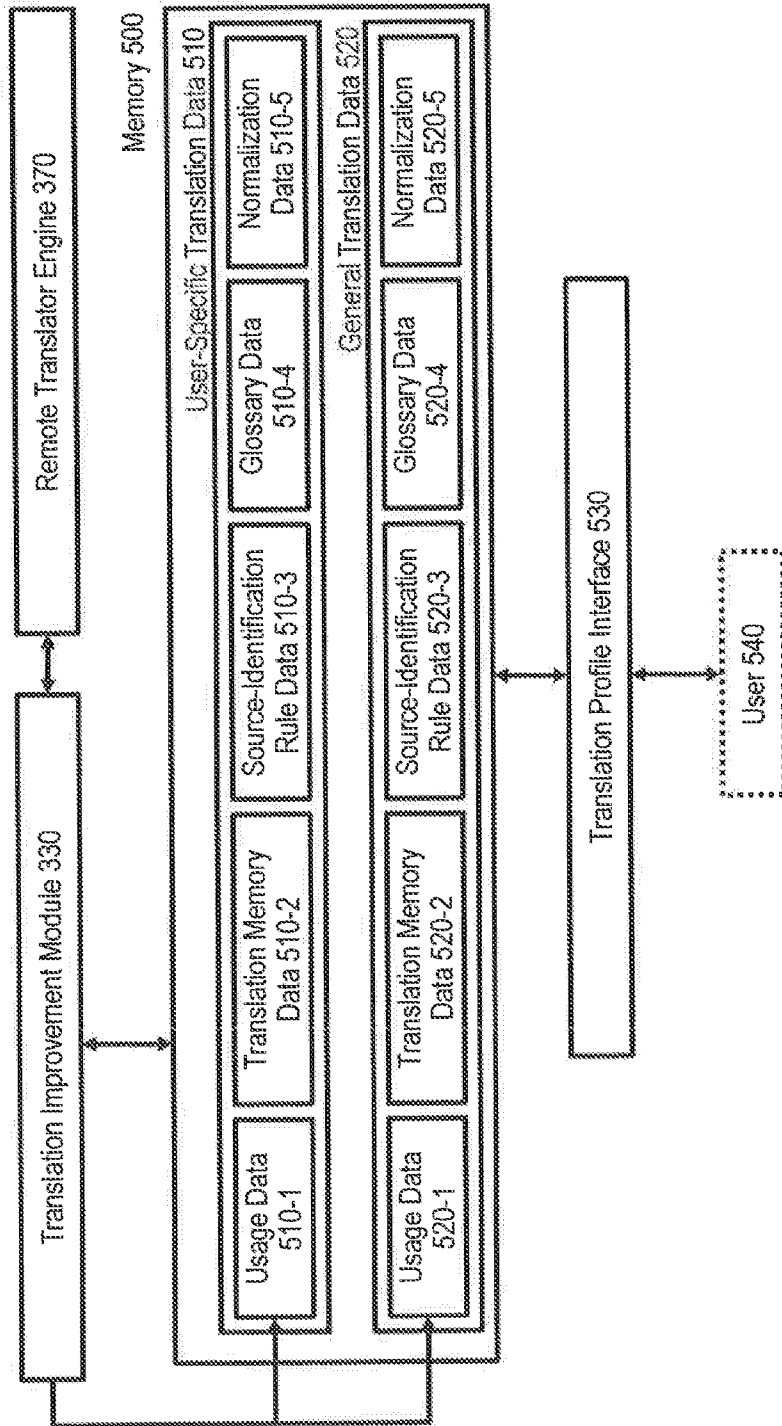 Translation Improvement Module 330
Remote Translator Engine 370
Memory 500
User-Specific Translation Data 510
Usage Data
510-1
Translation Memory
Data 510-2
Source-Identification
Rule Data 510-3
Glossary Data
510-4
Normalization
Data 510-5
General Translation Data 520
Usage Data
520-1
Translation Memory
Data 520-2
Source-Identification
Rule Data 520-3
Glossary Data
520-4
Normalization
Data 520-5
Translation Profile Interface 530
User 540